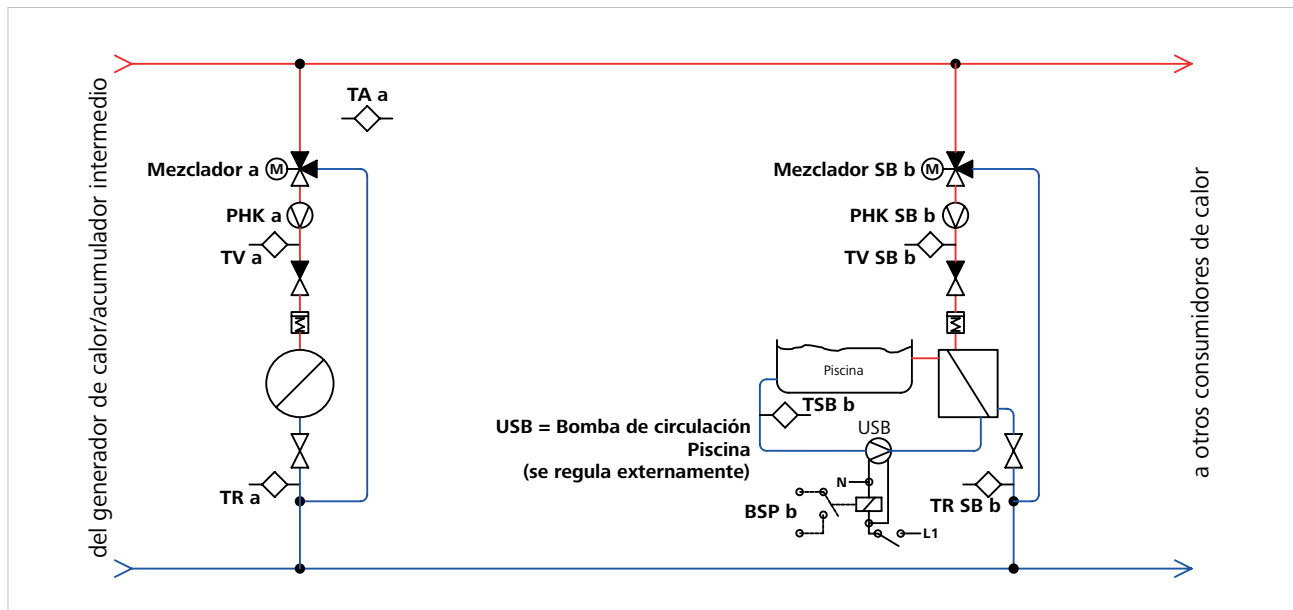 del generador de calor/acumulador intermedio
TA a
Mezclador a
M
PHK a
TV a
TR a
Mezclador SB b
M
PHK SB b
TV SB b
Piscina
TSB b
USB = Bomba de circulación
Piscina
(se regula externamente)
USB
N
BSP b
L1
TR SB b
a otros consumidores de calor